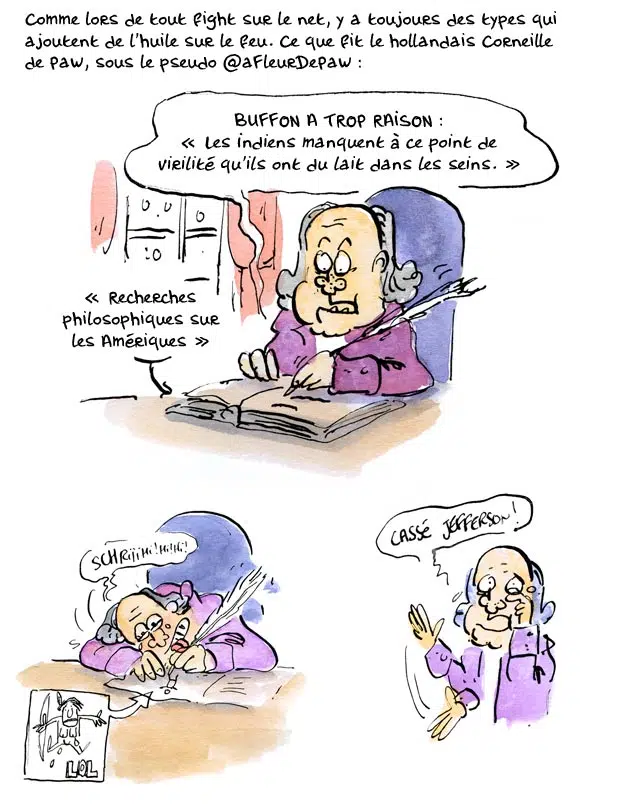 Comme lors de tout fight sur le net, y a toujours des types qui
ajoutent de l'huile sur le feu. Ce que fit le hollandais Corneille
de Paw, sous le pseudo @aFleurDePaw :
BUFFON A TROP RAISON :
« Les indiens manquent à ce point de
virilité qu'ils ont du lait dans les seins. »
« Recherches
philosophiques sur
les Amériques »
CASSÉ JEFFERSON !
LOL